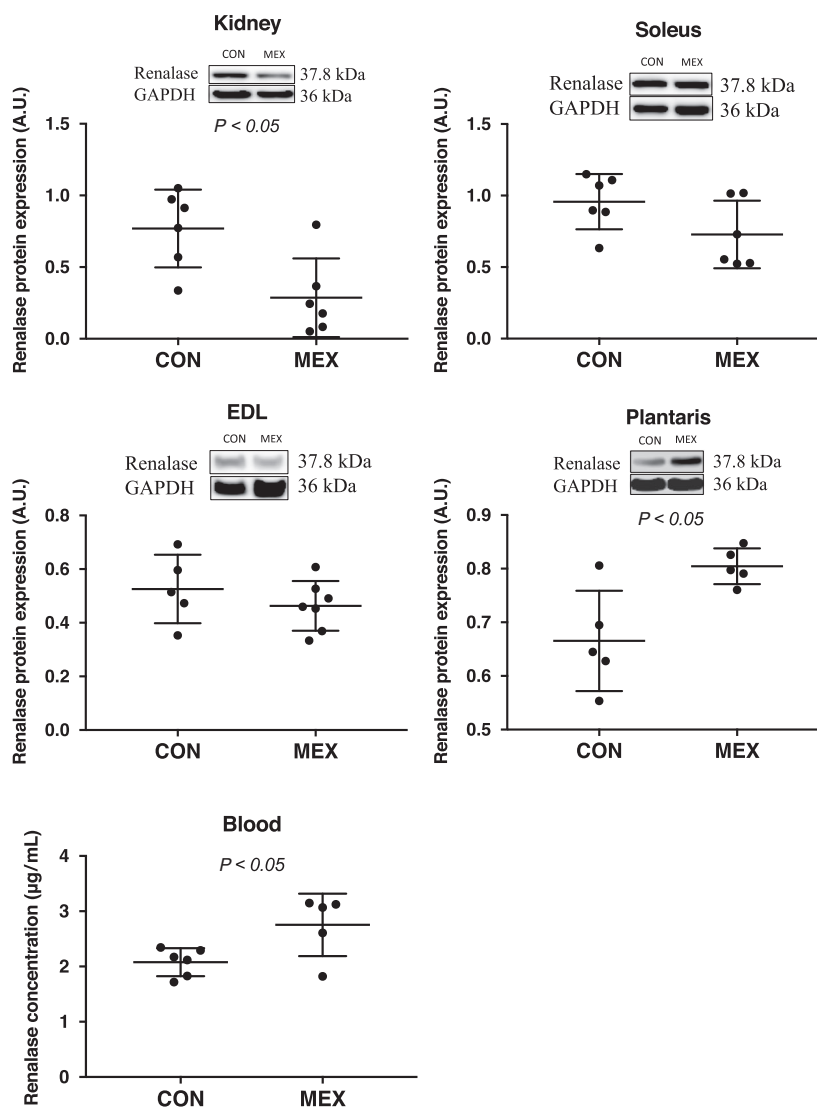 Kidney
CON MEX
Renalase 37.8 kDa
GAPDH 36 kDa
P < 0.05
Renalase protein expression (A.U.)
1.5
1.0
0.5
0.0
CON MEX
Soleus
CON MEX
Renalase 37.8 kDa
GAPDH 36 kDa
Renalase protein expression (A.U.)
1.5
1.0
0.5
0.0
CON MEX
EDL
CON MEX
Renalase 37.8 kDa
GAPDH 36 kDa
Renalase protein expression (A.U.)
0.8
0.6
0.4
0.2
0.0
CON MEX
Plantaris
CON MEX
Renalase 37.8 kDa
GAPDH 36 kDa
P < 0.05
Renalase protein expression (A.U.)
0.9
0.8
0.7
0.6
0.5
CON MEX
Blood
P < 0.05
Renalase concentration (µg/mL)
4
3
2
1
0
CON MEX